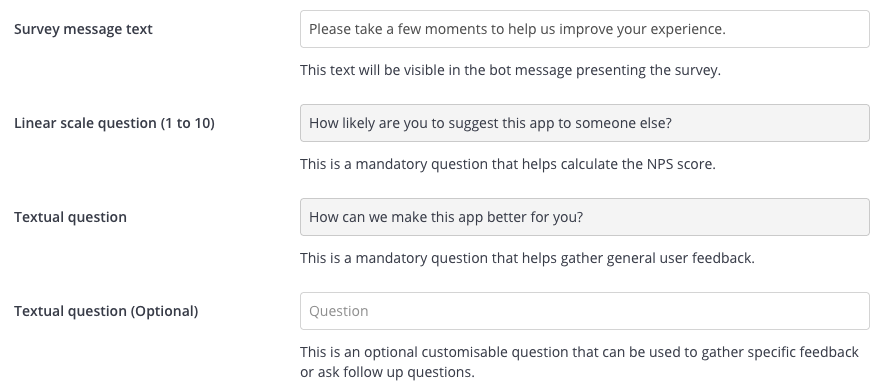 Survey message text
Please take a few moments to help us improve your experience.
This text will be visible in the bot message presenting the survey.
Linear scale question (1 to 10)
How likely are you to suggest this app to someone else?
This is a mandatory question that helps calculate the NPS score.
Textual question
How can we make this app better for you?
This is a mandatory question that helps gather general user feedback.
Textual question (Optional)
Question
This is an optional customisable question that can be used to gather specific feedback
or ask follow up questions.